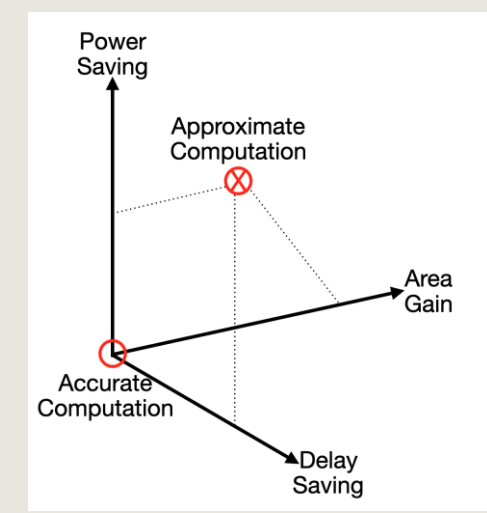 Power
Saving
Approximate
Computation
Area
Gain
Accurate
Computation
Delay
Saving